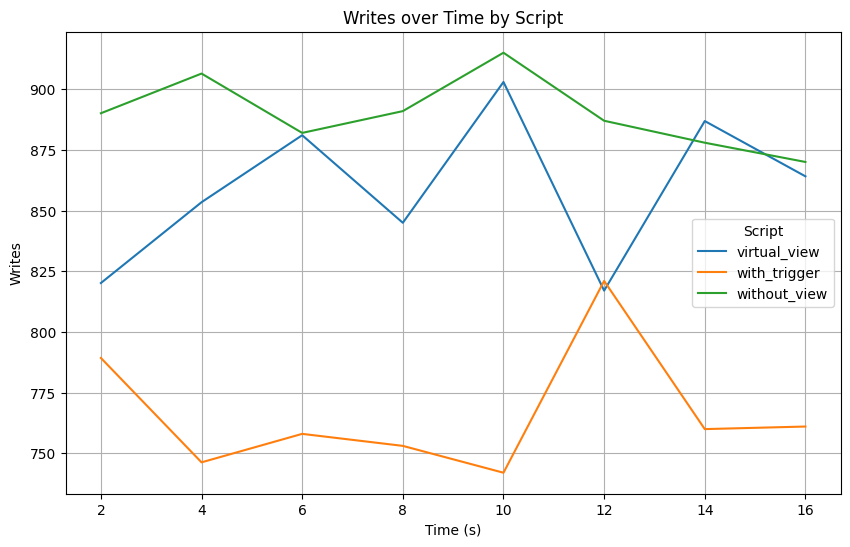 Writes over Time by Script
Writes
900
875
850
825
800
775
750
Script
virtual_view
with_trigger
without_view
2 4 6 8 10 12 14 16
Time (s)